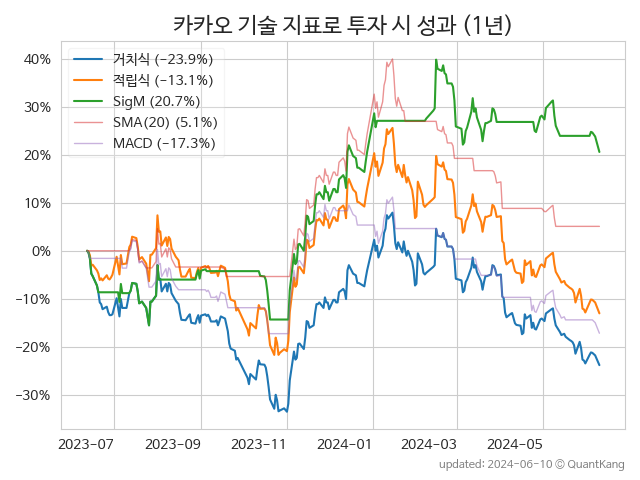 카카오 기술 지표로 투자 시 성과 (1년)
거치식 (−23.9%)
적립식 (−13.1%)
SigM (20.7%)
SMA(20) (5.1%)
MACD (−17.3%)
40%
30%
20%
10%
0%
−10%
−20%
−30%
2023-07
2023-09
2023-11
2024-01
2024-03
2024-05
updated: 2024-06-10 © QuantKang